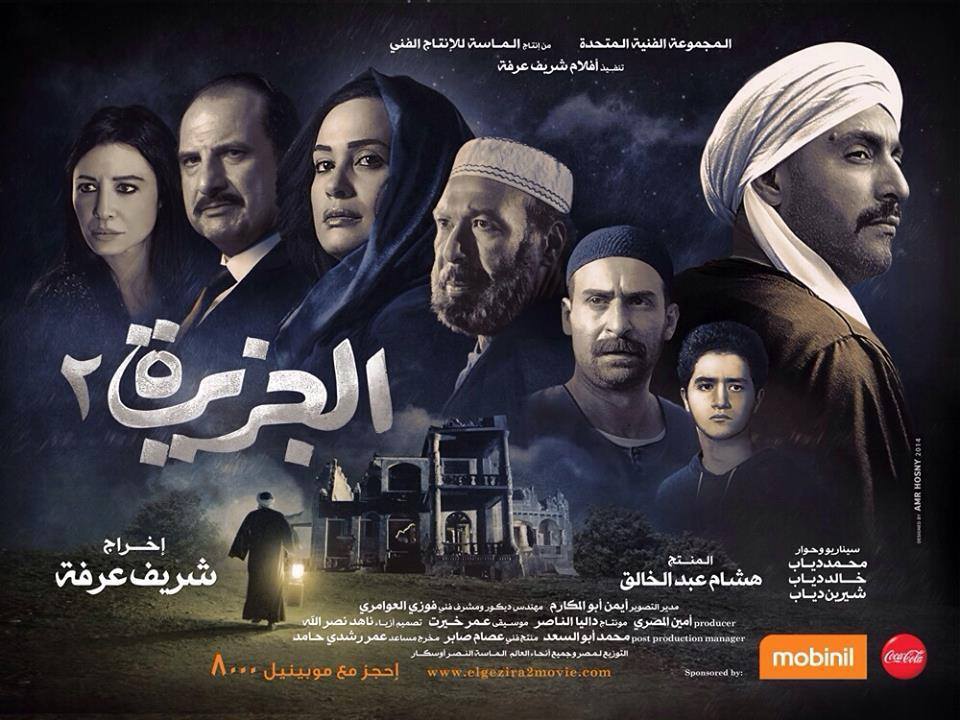 المجموعة الفنية المتحدة من إنتاج الماسة للإنتاج الفني
تنفيذ أفلام شريف عرفة
الجزيرة ٢
DESIGNED BY AMR HOSNY 2014
إخراج
شريف عرفة
المنتج
هشام عبد الخالق
سيناريو وحوار
محمد دياب
خالد دياب
شيرين دياب
مدير التصوير أيمن أبو المكارم مهندس ديكور ومشرف فني فوزي العوامري
producer أمين المصري مونتاج داليا الناصر موسيقى عمر خيرت تصميم أزياء ناهد نصر الله
post production manager محمد أبو السعد منتج فني عصام صابر مخرج مساعد عمر رشدي حامد
التوزيع لمصر وجميع أنحاء العالم الماسة النصر أوسكار
www.elgezira2movie.com
إحجز مع موبينيل ٨٠٠٠
Sponsored by:
mobinil
Coca-Cola